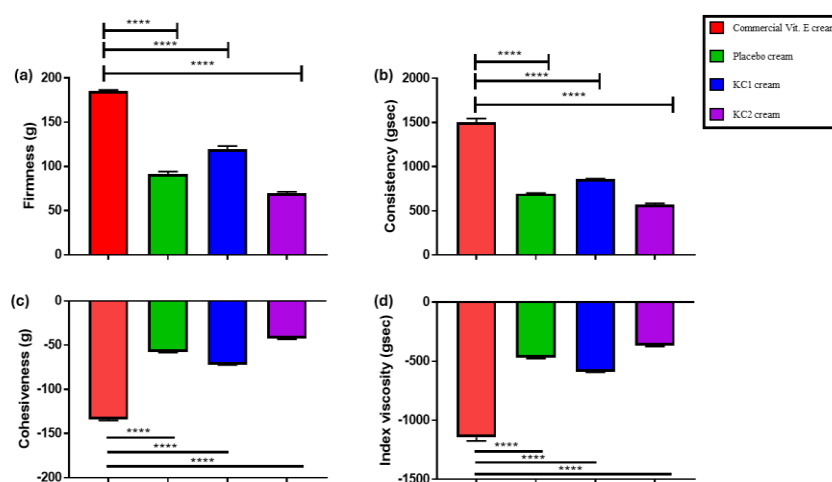 ****
****
****
(a)
Firmness (g)
200
150
100
50
0
****
****
****
(b)
Consistency (gsec)
2000
1500
1000
500
0
Commercial Vit. E cream
Placebo cream
KC1 cream
KC2 cream
(c)
Cohesiveness (g)
0
-50
-100
-150
-200
****
****
****
(d)
Index viscosity (gsec)
0
-500
-1000
-1500
****
****
****